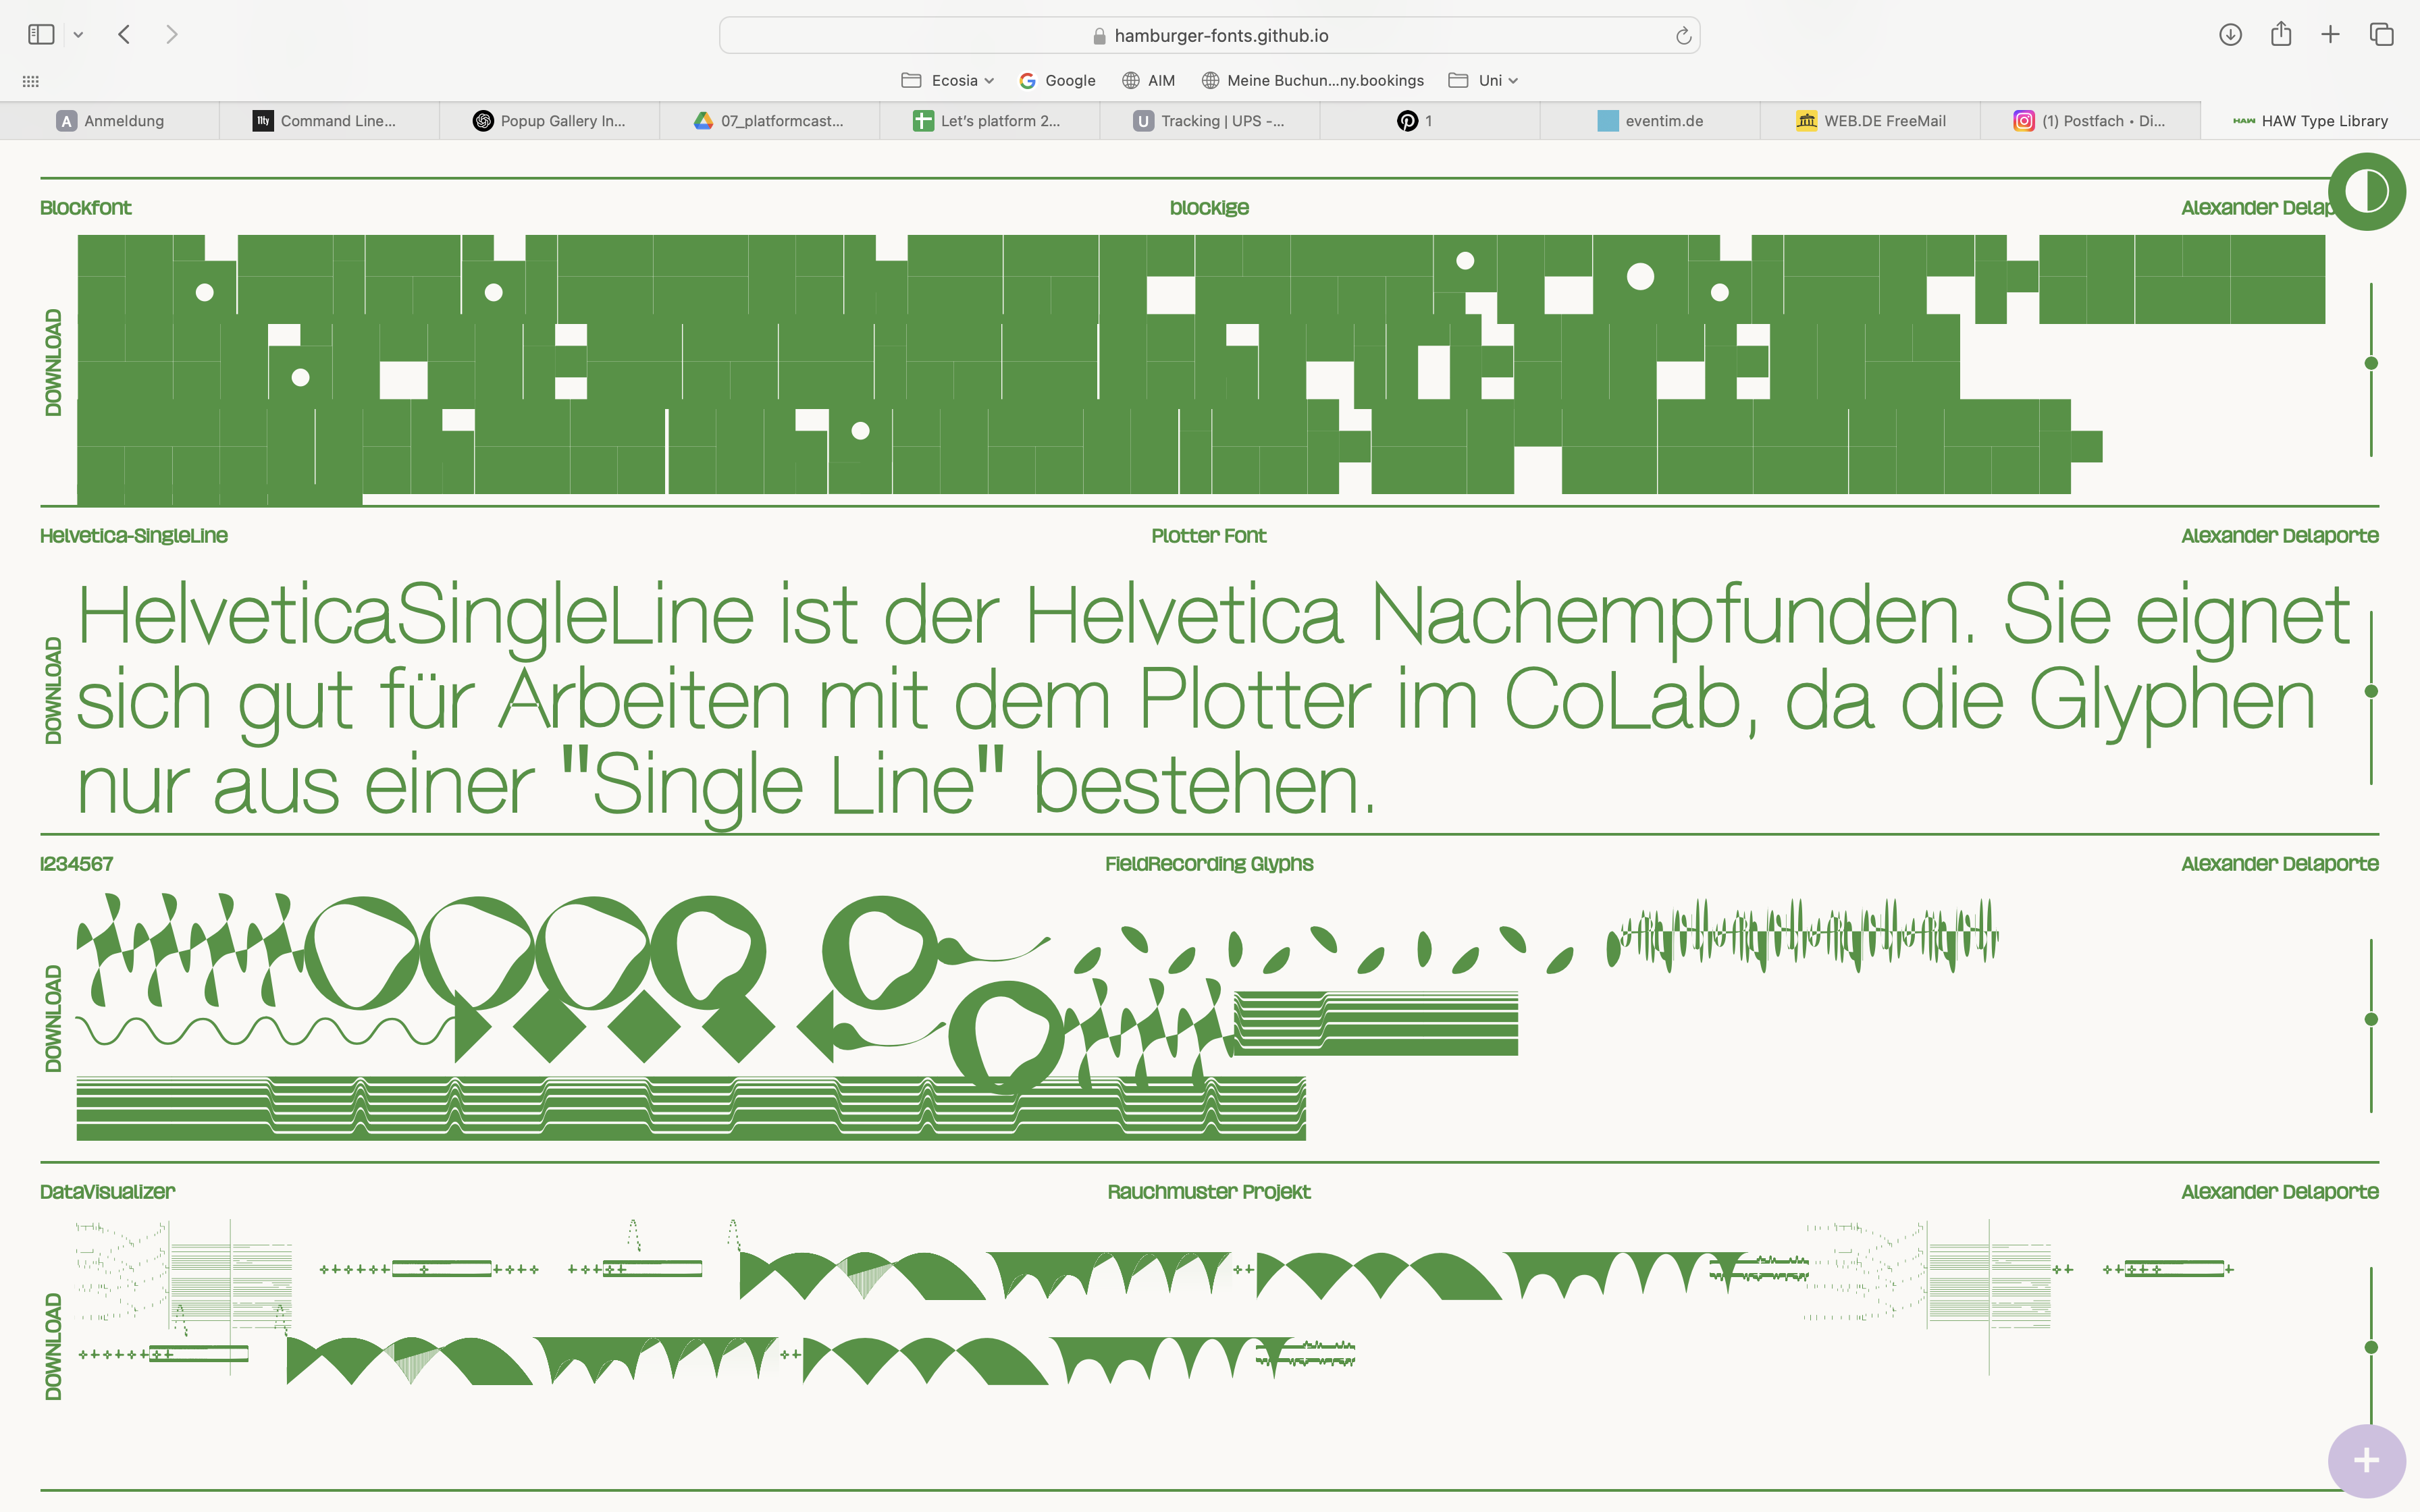 hamburger-fonts.github.io
Ecosia
Google
AIM
Meine Buchun...ny.bookings
Uni
A Anmeldung
11ty Command Line...
Popup Gallery In...
07_platformcast...
Let's platform 2...
U Tracking | UPS -...
1
eventim.de
WEB.DE FreeMail
(1) Postfach • Di...
HAW HAW Type Library
Blockfont
blockige
Alexander Delap
DOWNLOAD
Helvetica-SingleLine
Plotter Font
Alexander Delaporte
DOWNLOAD
HelveticaSingleLine ist der Helvetica Nachempfunden. Sie eignet
sich gut für Arbeiten mit dem Plotter im CoLab, da die Glyphen
nur aus einer "Single Line" bestehen.
1234567
FieldRecording Glyphs
Alexander Delaporte
DOWNLOAD
DataVisualizer
Rauchmuster Projekt
Alexander Delaporte
DOWNLOAD